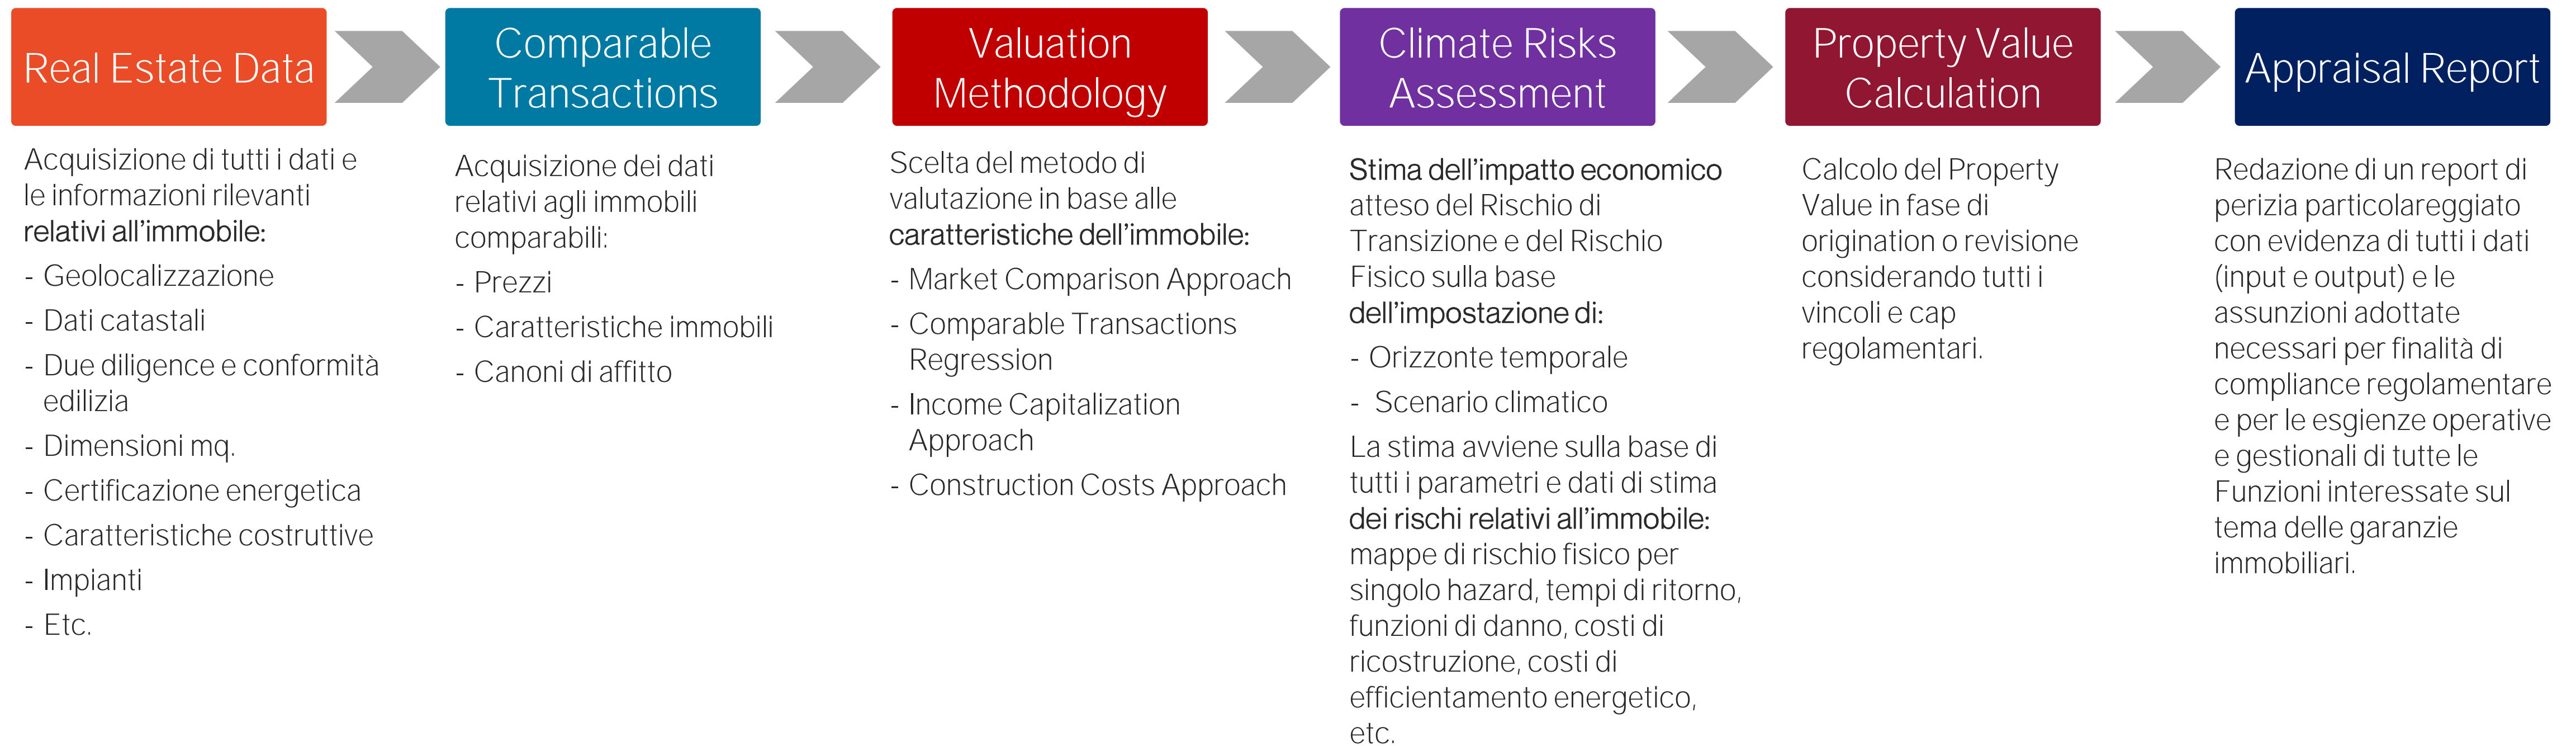 Real Estate Data
Acquisizione di tutti i dati e
le informazioni rilevanti
relativi all’immobile:
- Geolocalizzazione
- Dati catastali
- Due diligence e conformità
edilizia
- Dimensioni mq.
- Certificazione energetica
- Caratteristiche costruttive
- Impianti
- Etc.
Comparable
Transactions
Acquisizione dei dati
relativi agli immobili
comparabili:
- Prezzi
- Caratteristiche immobili
- Canoni di affitto
Valuation
Methodology
Scelta del metodo di
valutazione in base alle
caratteristiche dell’immobile:
- Market Comparison Approach
- Comparable Transactions
Regression
- Income Capitalization
Approach
- Construction Costs Approach
Climate Risks
Assessment
Stima dell’impatto economico
atteso del Rischio di
Transizione e del Rischio
Fisico sulla base
dell’impostazione di:
- Orizzonte temporale
- Scenario climatico
La stima avviene sulla base di
tutti i parametri e dati di stima
dei rischi relativi all’immobile:
mappe di rischio fisico per
singolo hazard, tempi di ritorno,
funzioni di danno, costi di
ricostruzione, costi di
efficientamento energetico,
etc.
Property Value
Calculation
Calcolo del Property
Value in fase di
origination o revisione
considerando tutti i
vincoli e cap
regolamentari.
Appraisal Report
Redazione di un report di
perizia particolareggiato
con evidenza di tutti i dati
(input e output) e le
assunzioni adottate
necessari per finalità di
compliance regolamentare
e per le esgienze operative
e gestionali di tutte le
Funzioni interessate sul
tema delle garanzie
immobiliari.